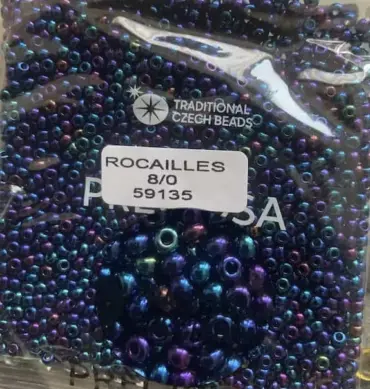 TRADITIONAL
CZECH BEADS
ROCAILLES
8/0
59135